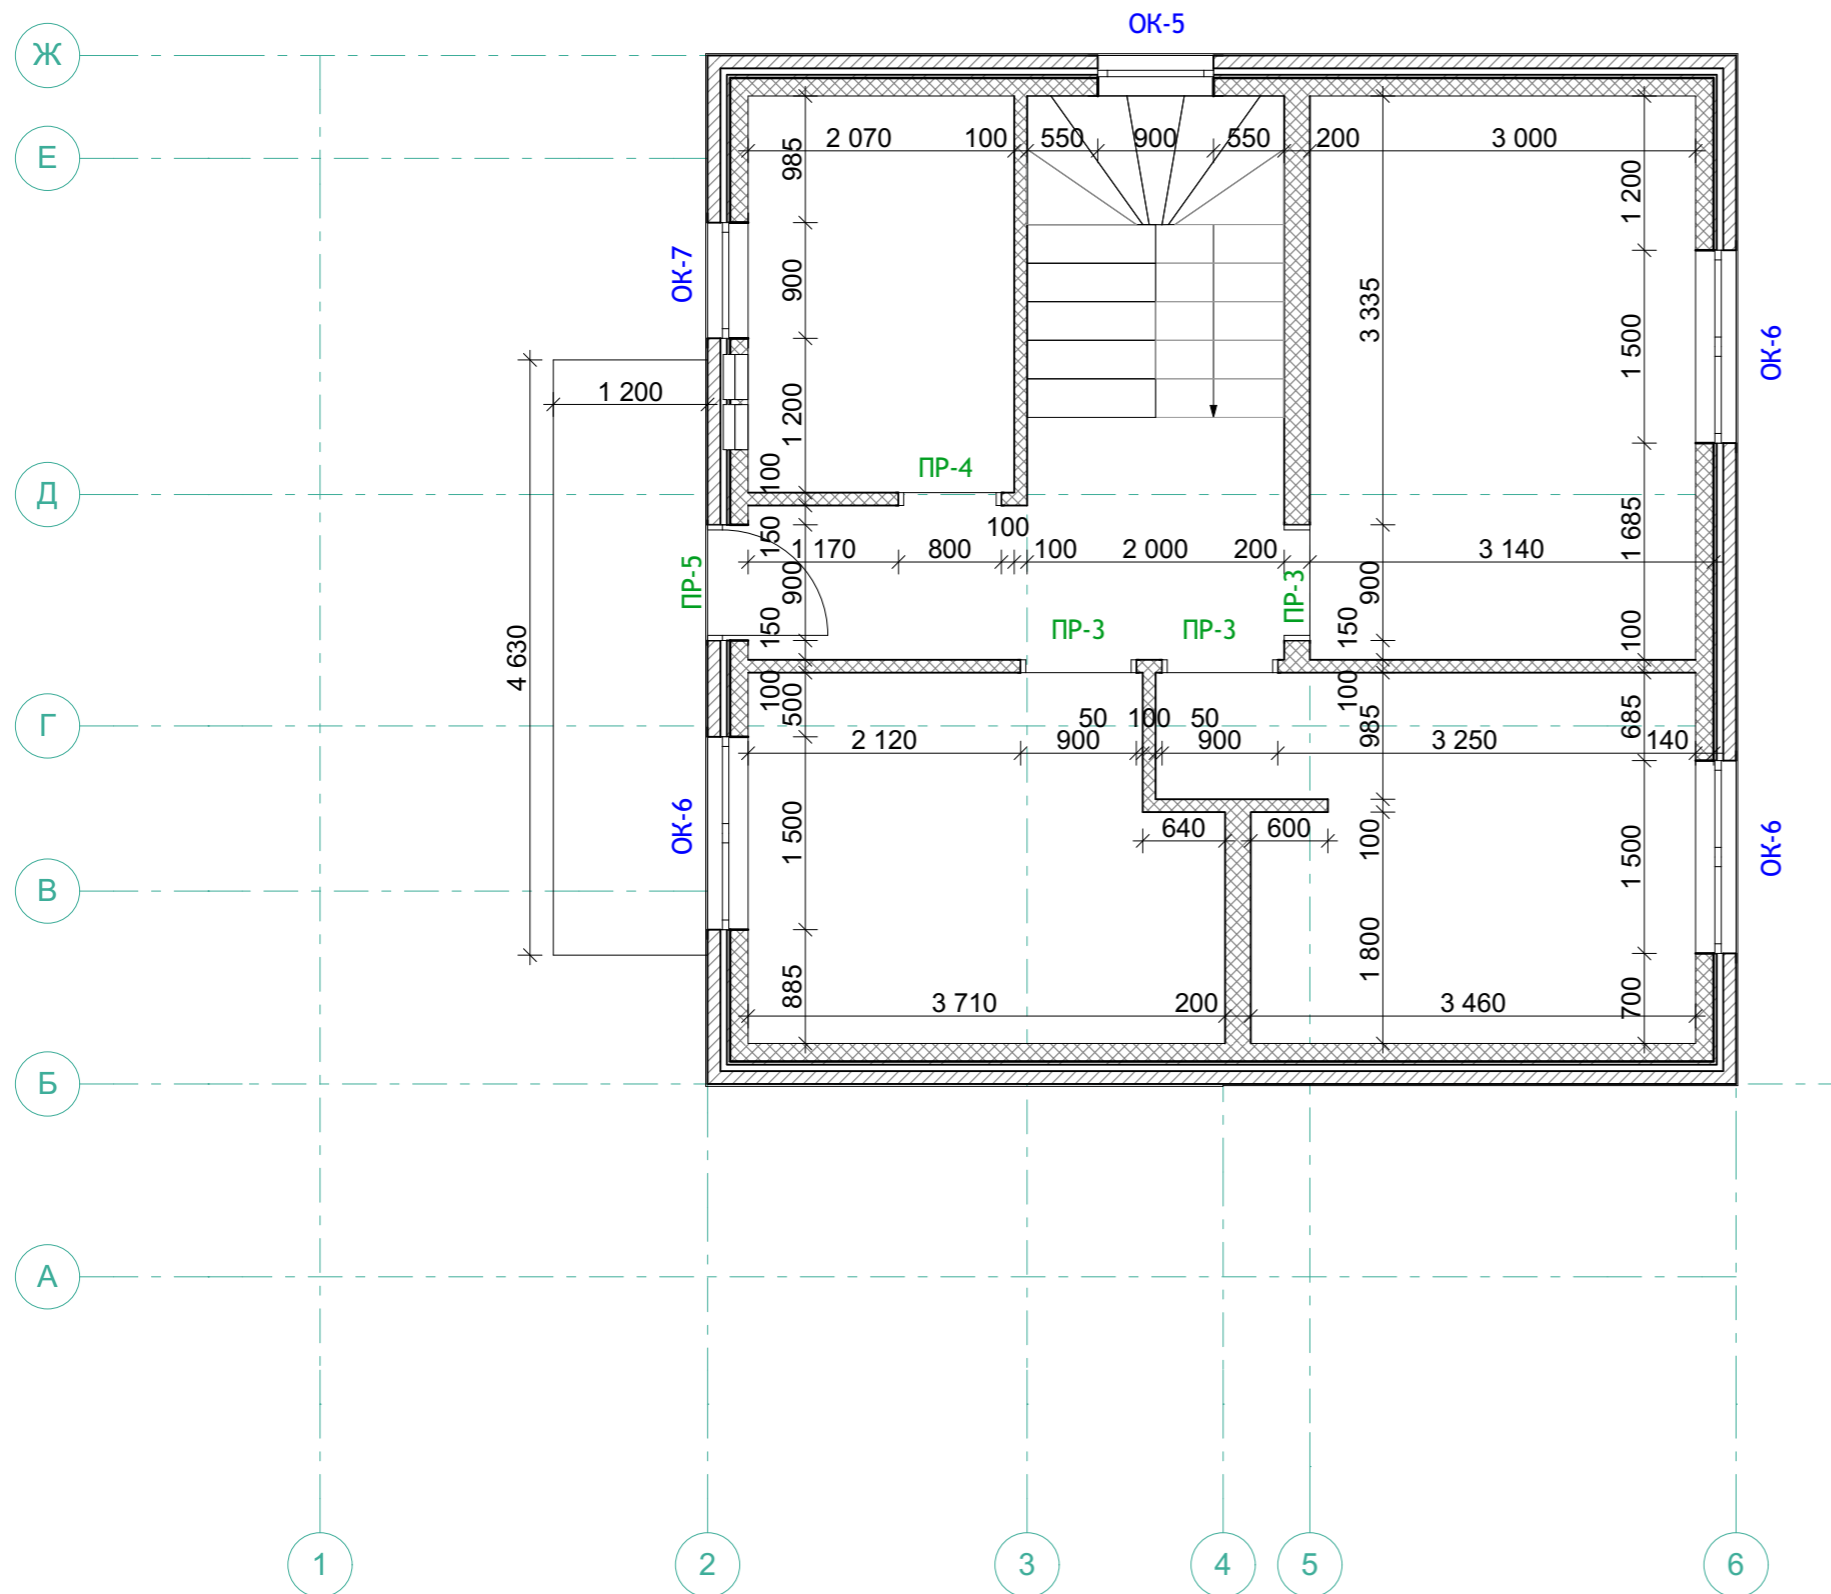 ОК-5
Ж
2 070 100 550 900 550 200 3 000
Е
985
1 200
ОК-7
900
3 335
1 500
ОК-6
1 200
1 200
ПР-4
100
Д
100
150
1 170 800 100 2 000 200 3 140
1 685
ПР-5
900
ПР-3
900
150
ПР-3 ПР-3
150
100
4 630
100
500
100
985
685
50 100 50
Г
2 120 900 900 3 250 140
ОК-6
1 500
640 600
100
1 500
ОК-6
В
885
1 800
700
3 710 200 3 460
Б
А
1 2 3 4 5 6